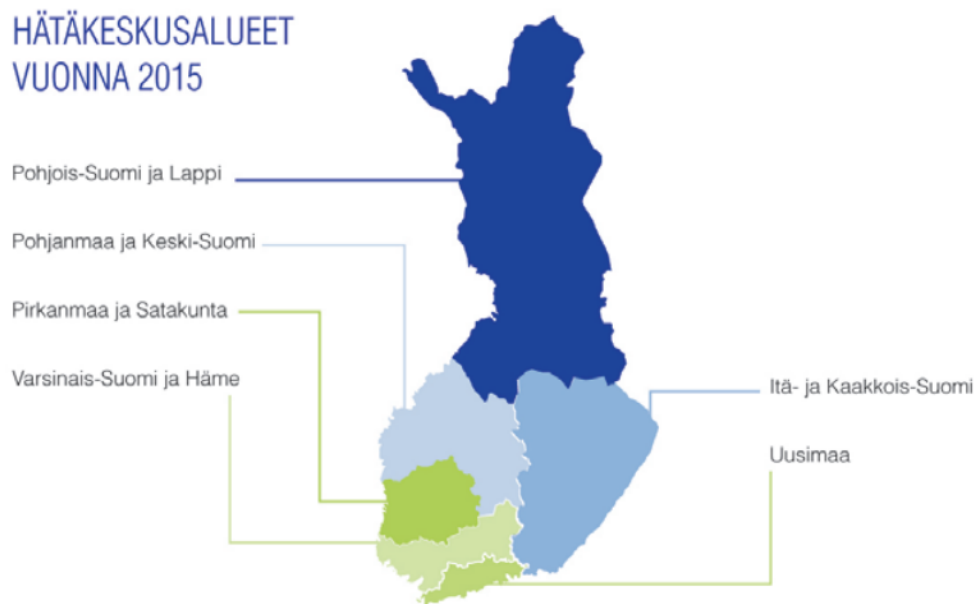 HÄTÄKESKUSALUEET
VUONNA 2015
Pohjois-Suomi ja Lappi
Pohjanmaa ja Keski-Suomi
Pirkanmaa ja Satakunta
Varsinais-Suomi ja Häme
Itä- ja Kaakkois-Suomi
Uusimaa